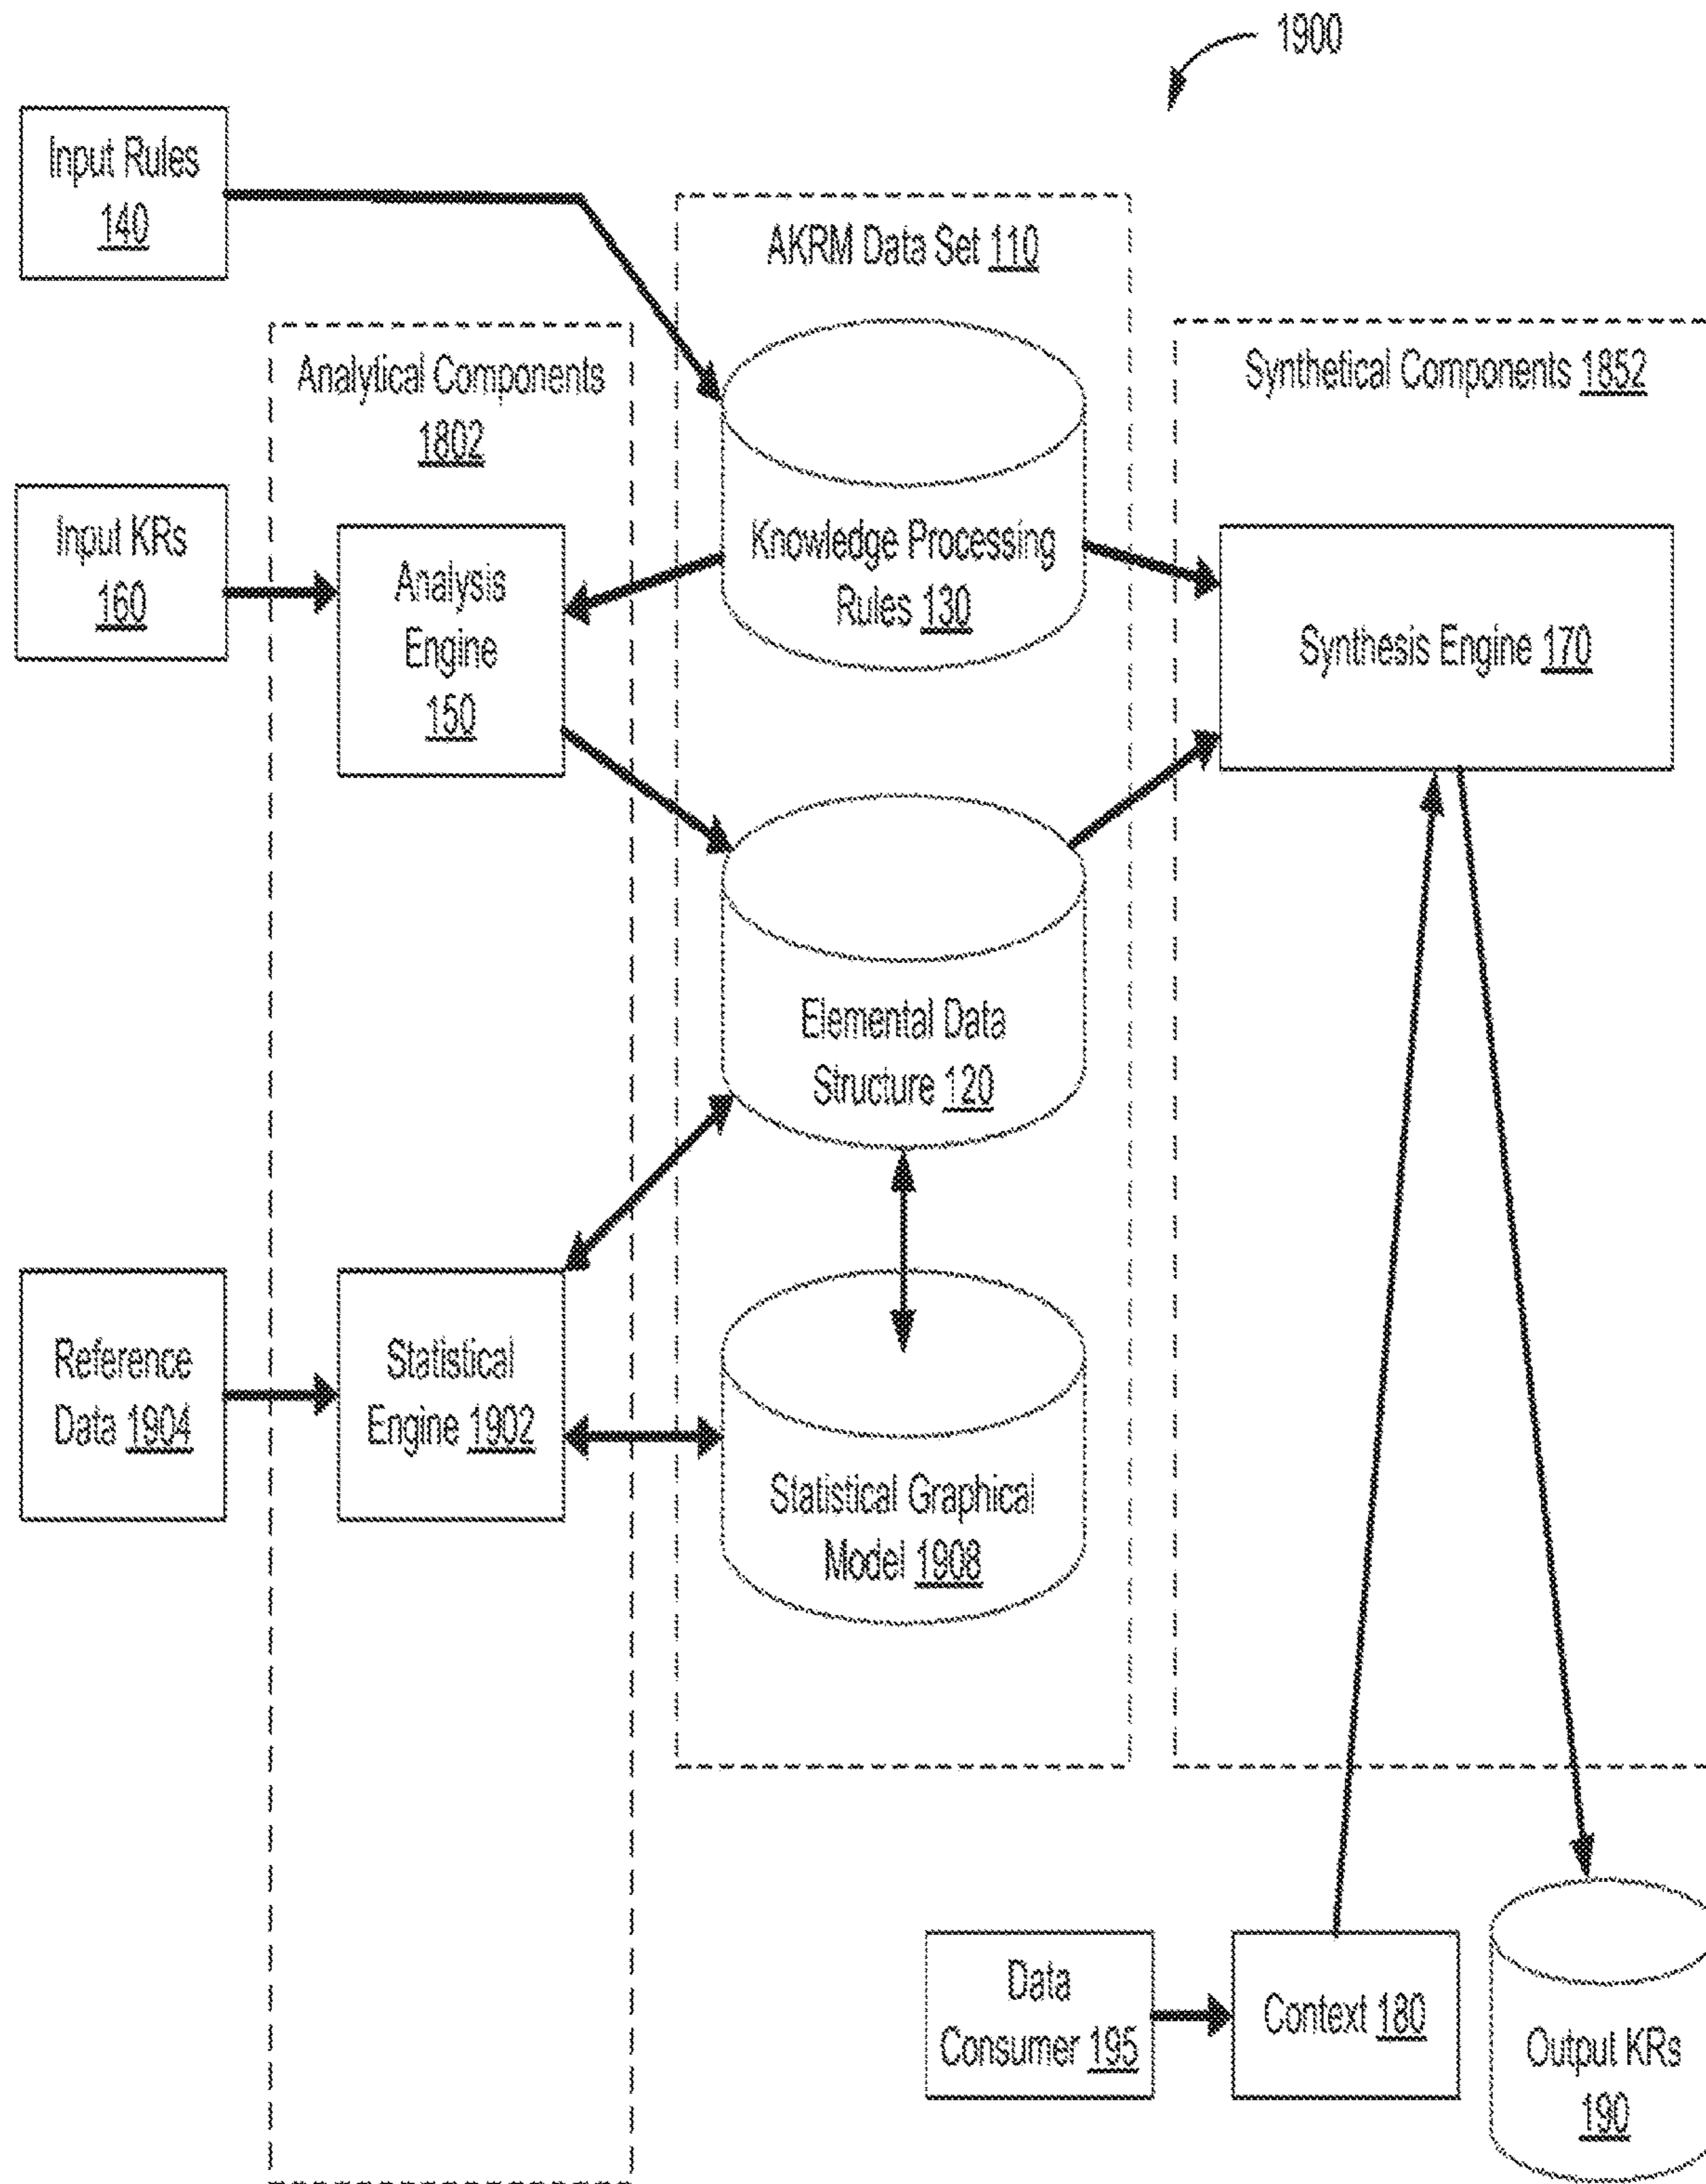 1900
Input Rules
140
AKRM Data Set 110
Analytical Components
1802
Synthetical Components 1852
Input KRs
160
Analysis
Engine
150
Knowledge Processing
Rules 130
Synthesis Engine 170
Elemental Data
Structure 120
Reference
Data 1904
Statistical
Engine 1902
Statistical Graphical
Model 1908
Data
Consumer 195
Context 180
Output KRs
190